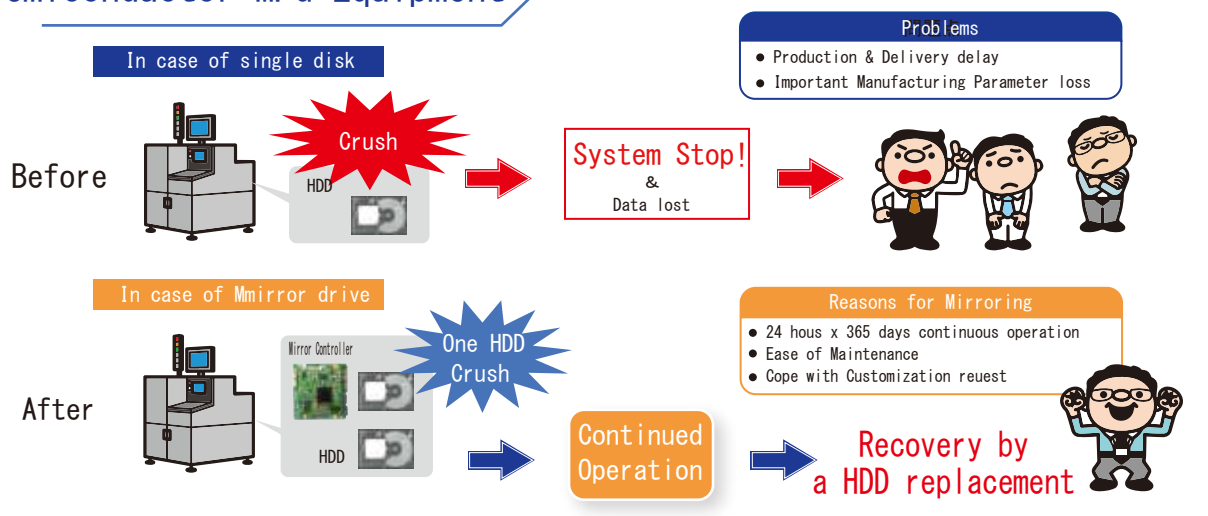 Equipment
In case of single disk
Before
HDD
Crush
System Stop!
&
Data lost
Problems
● Production & Delivery delay
● Important Manufacturing Parameter loss
In case of Mmirror drive
After
Mirror Controller
HDD
One HDD
Crush
Continued
Operation
Reasons for Mirroring
● 24 hous x 365 days continuous operation
● Ease of Maintenance
● Cope with Customization reuest
Recovery by
a HDD replacement